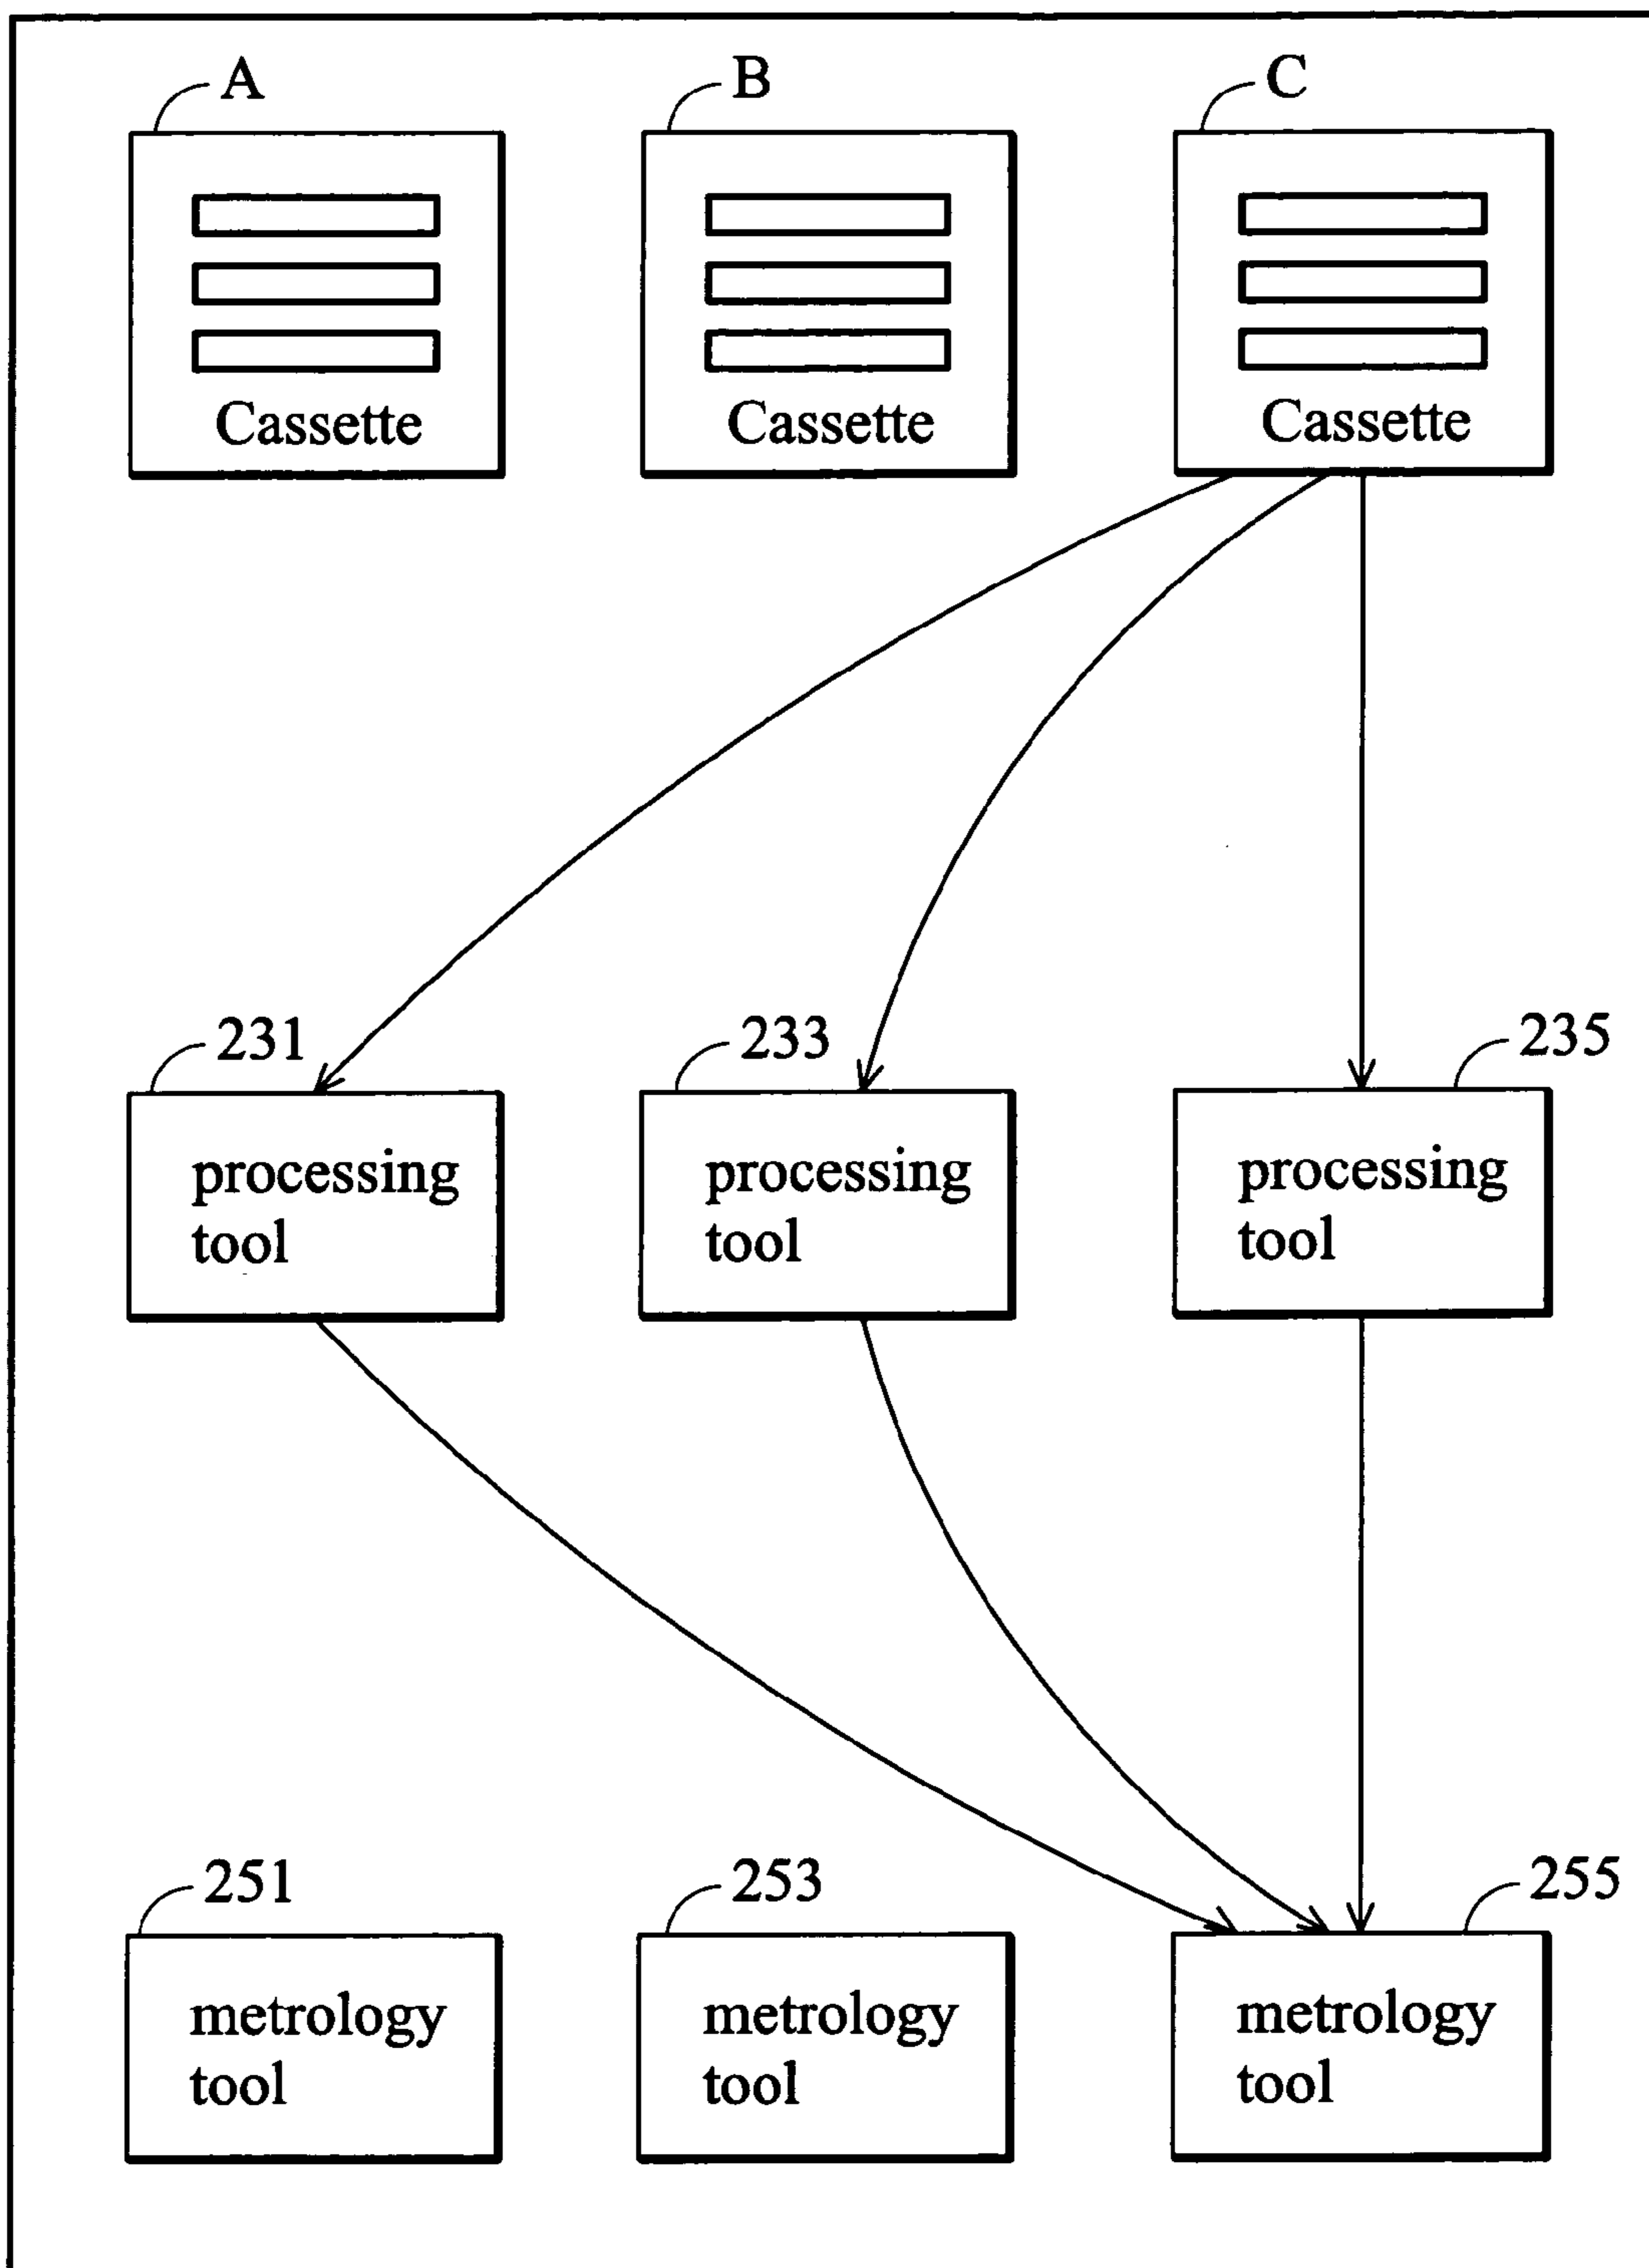 A
B
C
Cassette
Cassette
Cassette
231
233
235
processing
tool
processing
tool
processing
tool
251
253
255
metrology
tool
metrology
tool
metrology
tool